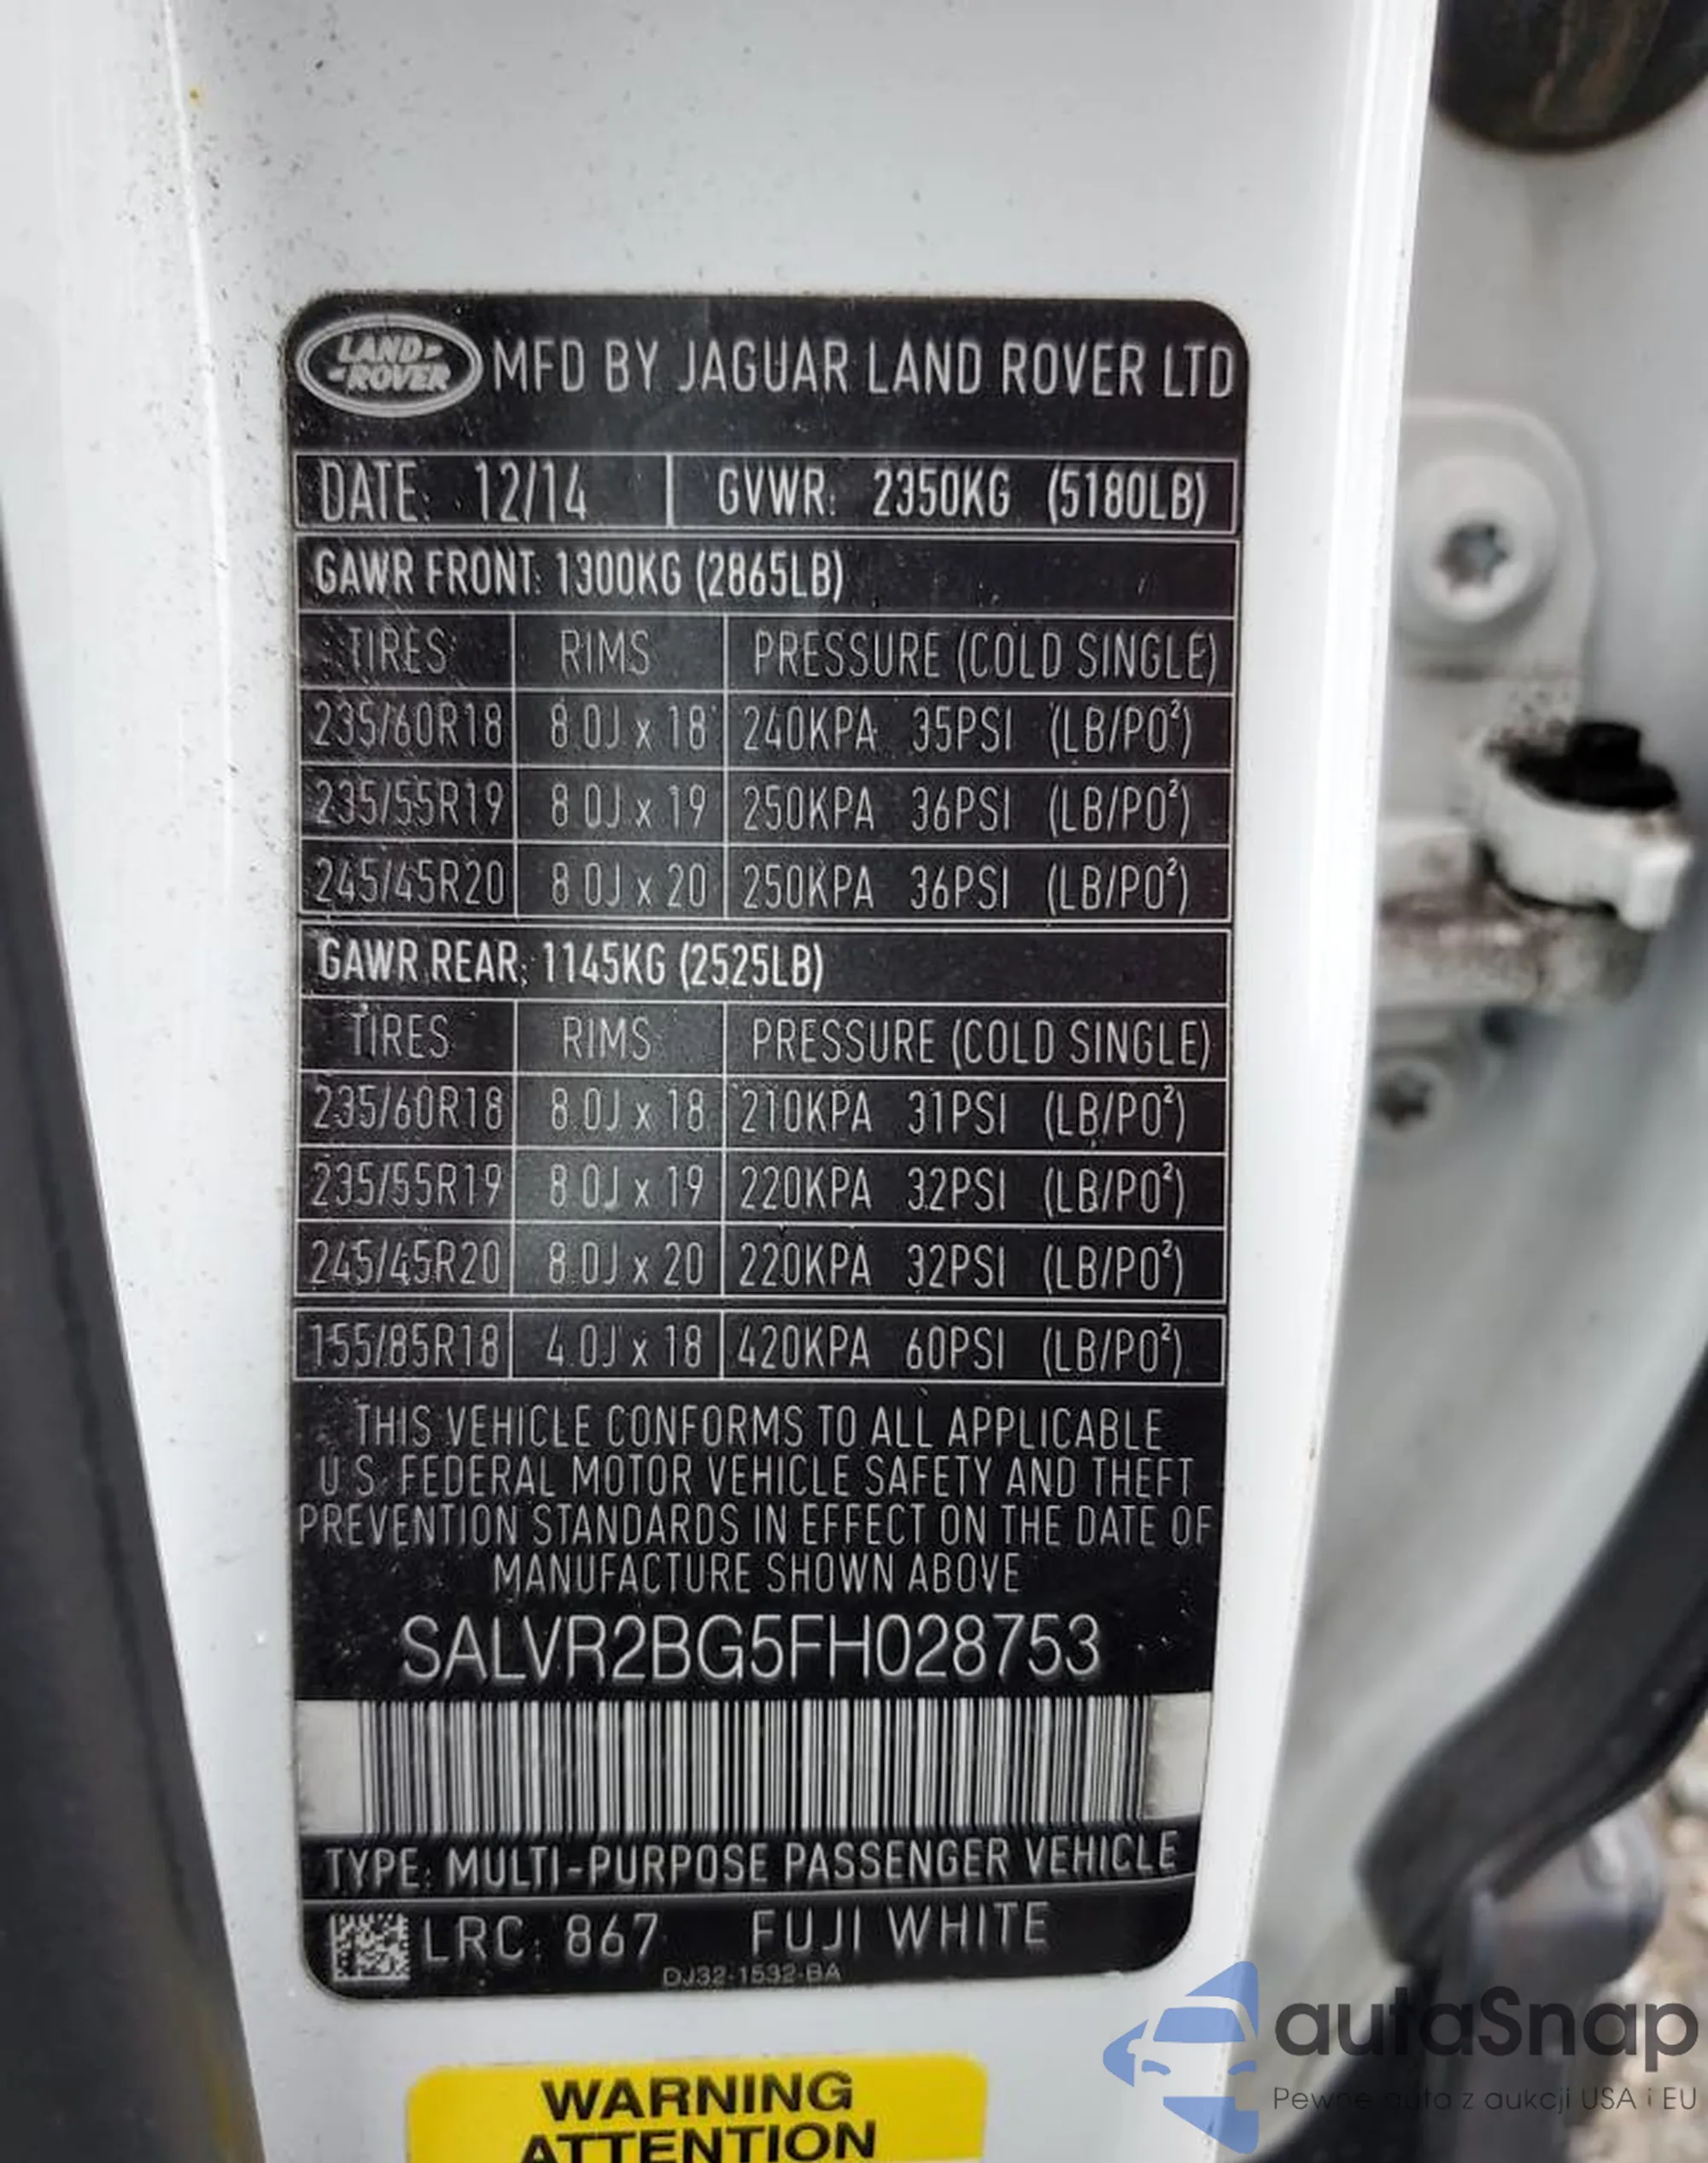 LAND-
-ROVER
MFD BY JAGUAR LAND ROVER LTD
DATE: 12/14 GVWR: 2350KG (5180LB)
GAWR FRONT: 1300KG (2865LB)
TIRES RIMS PRESSURE (COLD SINGLE)
235/60R18 8.0J x 18 240KPA 35PSI (LB/PO²)
235/55R19 8.0J x 19 250KPA 36PSI (LB/PO²)
245/45R20 8.0J x 20 250KPA 36PSI (LB/PO²)
GAWR REAR: 1145KG (2525LB)
TIRES RIMS PRESSURE (COLD SINGLE)
235/60R18 8.0J x 18 210KPA 31PSI (LB/PO²)
235/55R19 8.0J x 19 220KPA 32PSI (LB/PO²)
245/45R20 8.0J x 20 220KPA 32PSI (LB/PO²)
155/85R18 4.0J x 18 420KPA 60PSI (LB/PO²)
THIS VEHICLE CONFORMS TO ALL APPLICABLE
U.S. FEDERAL MOTOR VEHICLE SAFETY AND THEFT
PREVENTION STANDARDS IN EFFECT ON THE DATE OF
MANUFACTURE SHOWN ABOVE
SALVR2BG5FH028753
TYPE: MULTI-PURPOSE PASSENGER VEHICLE
LRC: 867 FUJI WHITE
DJ32-1532-BA
WARNING
ATTENTION
autaSnap
Pewne auta z aukcji USA i EU